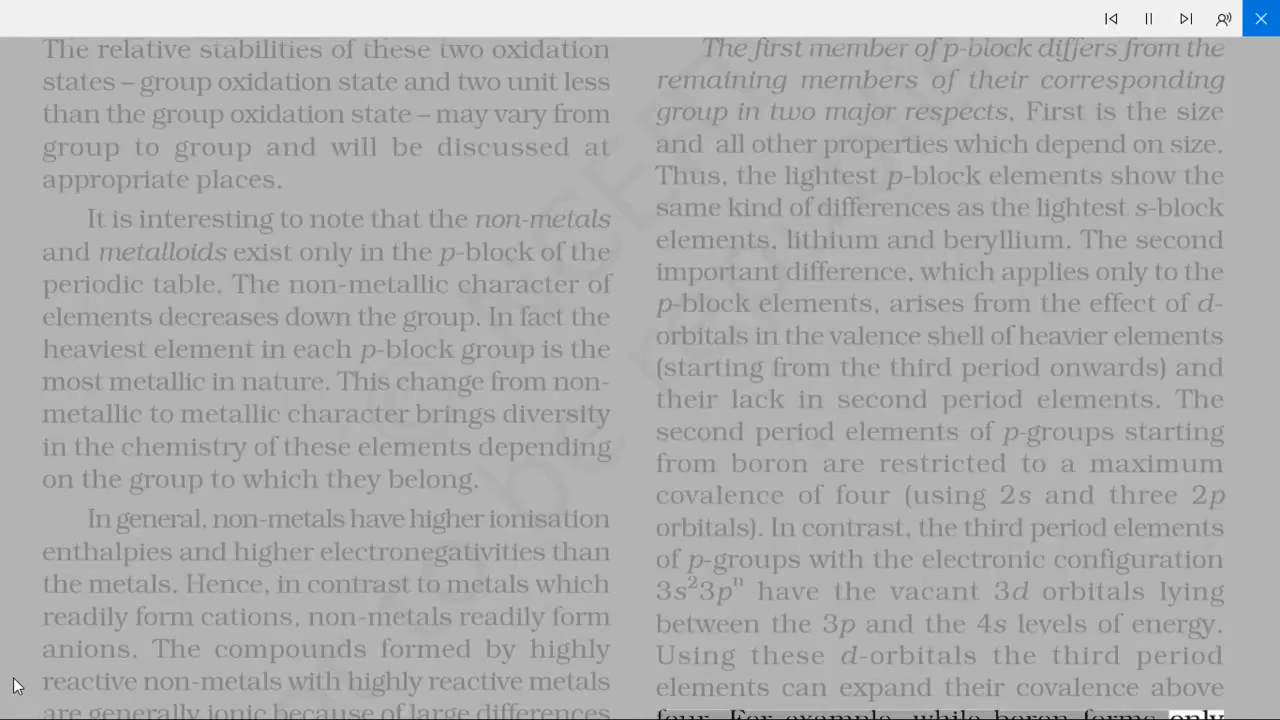 The relative stabilities of these two oxidation
states – group oxidation state and two unit less
than the group oxidation state – may vary from
group to group and will be discussed at
appropriate places.
It is interesting to note that the non-metals
and metalloids exist only in the p-block of the
periodic table. The non-metallic character of
elements decreases down the group. In fact the
heaviest element in each p-block group is the
most metallic in nature. This change from non-
metallic to metallic character brings diversity
in the chemistry of these elements depending
on the group to which they belong.
In general, non-metals have higher ionisation
enthalpies and higher electronegativities than
the metals. Hence, in contrast to metals which
readily form cations, non-metals readily form
anions. The compounds formed by highly
reactive non-metals with highly reactive metals
are generally ionic because of large differences
The first member of p-block differs from the
remaining members of their corresponding
group in two major respects. First is the size
and all other properties which depend on size.
Thus, the lightest p-block elements show the
same kind of differences as the lightest s-block
elements, lithium and beryllium. The second
important difference, which applies only to the
p-block elements, arises from the effect of d-
orbitals in the valence shell of heavier elements
(starting from the third period onwards) and
their lack in second period elements. The
second period elements of p-groups starting
from boron are restricted to a maximum
covalence of four (using 2s and three 2p
orbitals). In contrast, the third period elements
of p-groups with the electronic configuration
3s²3pⁿ have the vacant 3d orbitals lying
between the 3p and the 4s levels of energy.
Using these d-orbitals the third period
elements can expand their covalence above
four. For example, while boron forms only